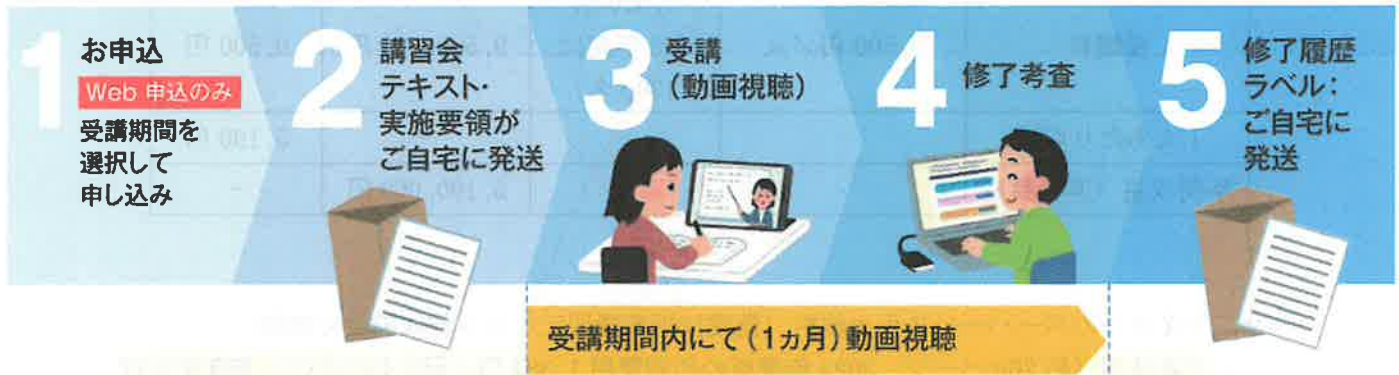 1
お申込
Web 申込のみ
受講期間を
選択して
申し込み
2
講習会
テキスト・
実施要領が
ご自宅に発送
3
受講
（動画視聴）
4
修了考査
5
修了履歴
ラベル：
ご自宅に
発送
受講期間内にて（1ヵ月）動画視聴